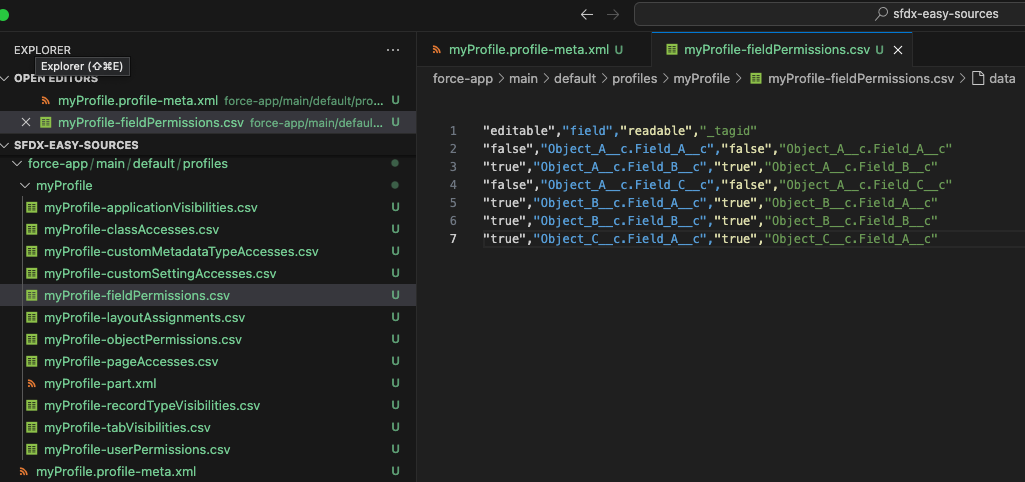 sfdx-easy-sources
EXPLORER
Explorer (⇧⌘E)
OPEN EDITORS
myProfile.profile-meta.xml force-app/main/default/pro... U
myProfile-fieldPermissions.csv force-app/main/defaul... U
SFDX-EASY-SOURCES
force-app/main/default/profiles
myProfile
myProfile-applicationVisibilities.csv U
myProfile-classAccesses.csv U
myProfile-customMetadataTypeAccesses.csv U
myProfile-customSettingAccesses.csv U
myProfile-fieldPermissions.csv U
myProfile-layoutAssignments.csv U
myProfile-objectPermissions.csv U
myProfile-pageAccesses.csv U
myProfile-part.xml U
myProfile-recordTypeVisibilities.csv U
myProfile-tabVisibilities.csv U
myProfile-userPermissions.csv U
myProfile.profile-meta.xml U
myProfile.profile-meta.xml U
myProfile-fieldPermissions.csv U
force-app > main > default > profiles > myProfile > myProfile-fieldPermissions.csv > data
1 "editable","field","readable","_tagid"
2 "false","Object_A__c.Field_A__c","false","Object_A__c.Field_A__c"
3 "true","Object_A__c.Field_B__c","true","Object_A__c.Field_B__c"
4 "false","Object_A__c.Field_C__c","false","Object_A__c.Field_C__c"
5 "true","Object_B__c.Field_A__c","true","Object_B__c.Field_A__c"
6 "true","Object_B__c.Field_B__c","true","Object_B__c.Field_B__c"
7 "true","Object_C__c.Field_A__c","true","Object_C__c.Field_A__c"